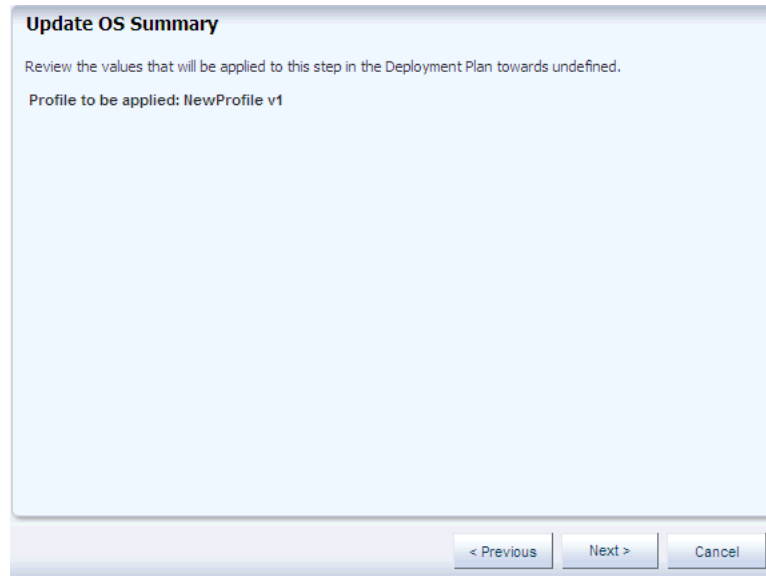 Update OS Summary
Review the values that will be applied to this step in the Deployment Plan towards undefined.
Profile to be applied: NewProfile v1
< Previous
Next >
Cancel